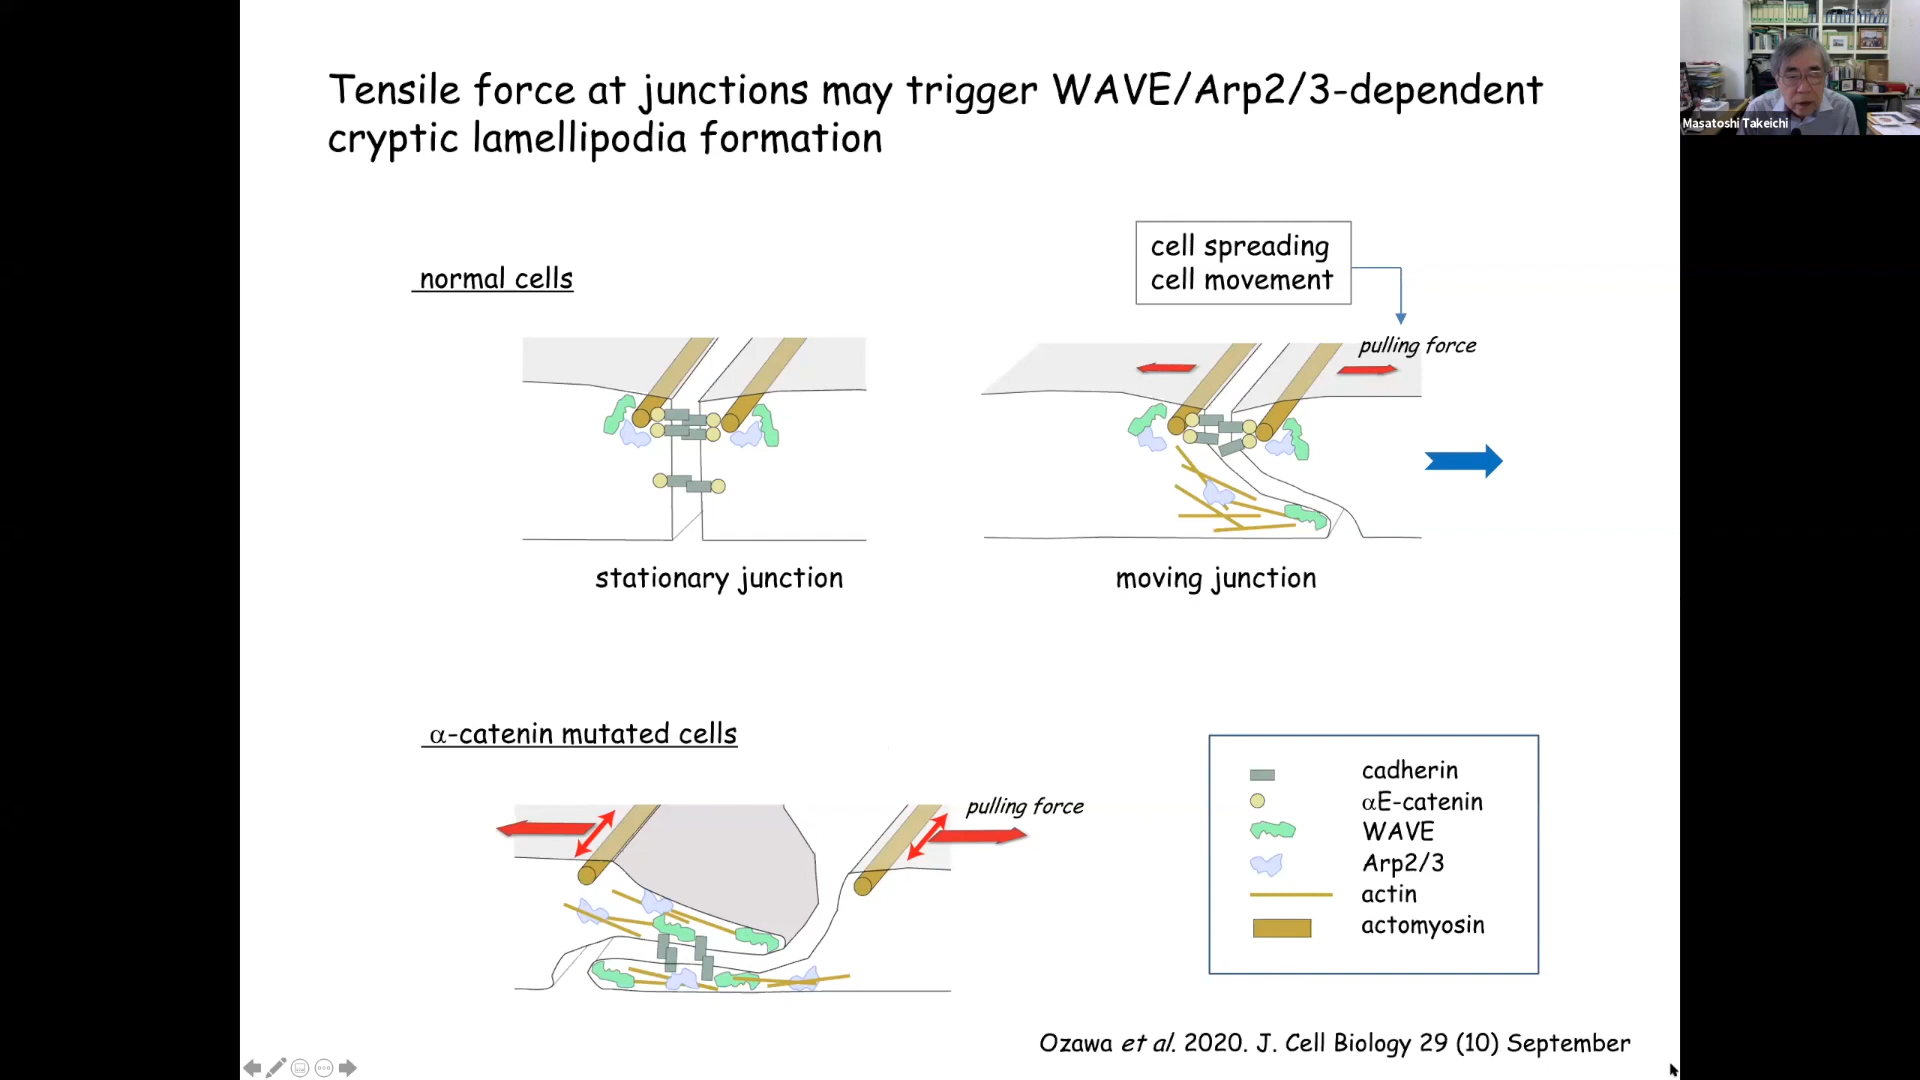 Tensile force at junctions may trigger WAVE/Arp2/3-dependent
cryptic lamellipodia formation
Masatoshi Takeichi
cell spreading
cell movement
normal cells
pulling force
stationary junction
moving junction
α-catenin mutated cells
pulling force
cadherin
αE-catenin
WAVE
Arp2/3
actin
actomyosin
Ozawa et al. 2020. J. Cell Biology 29 (10) September